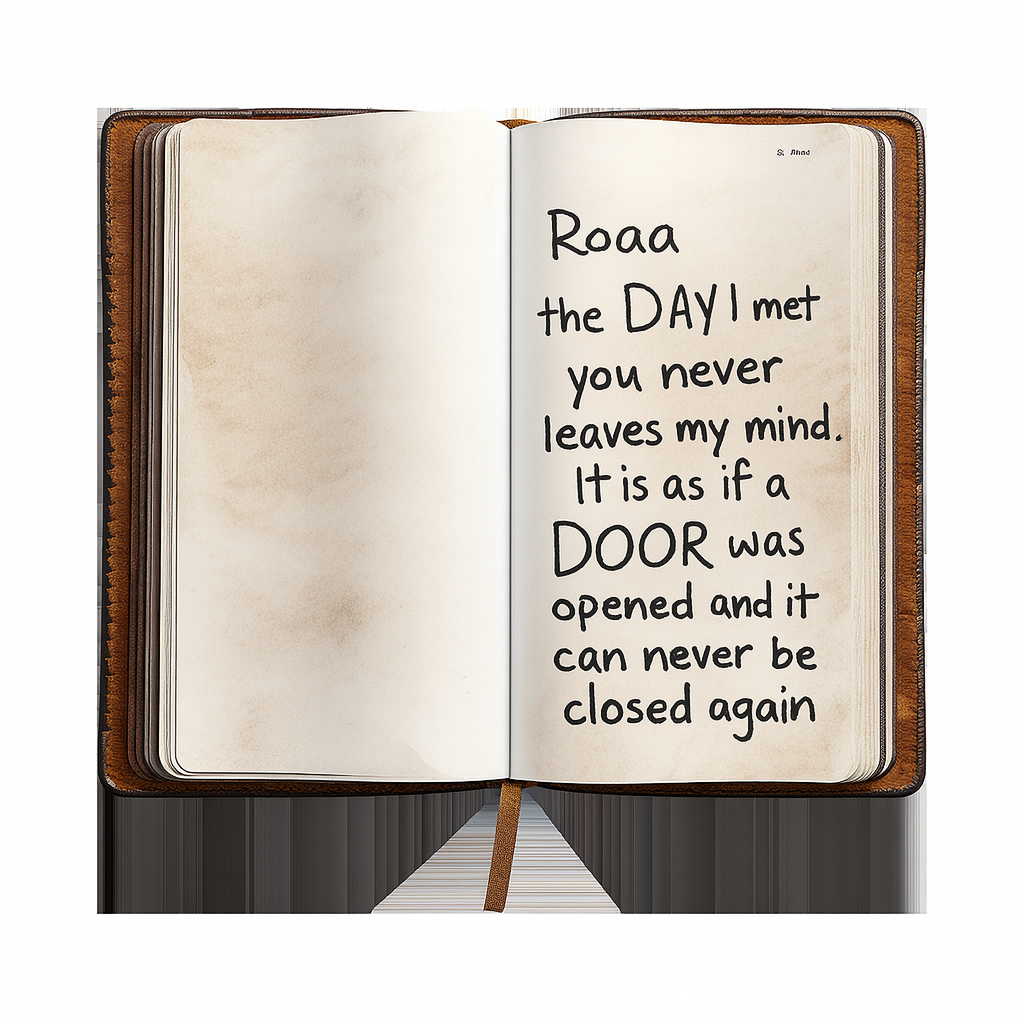 Roaa
the DAY I met
you never
leaves my mind.
It is as if a
DOOR was
opened and it
can never be
closed again